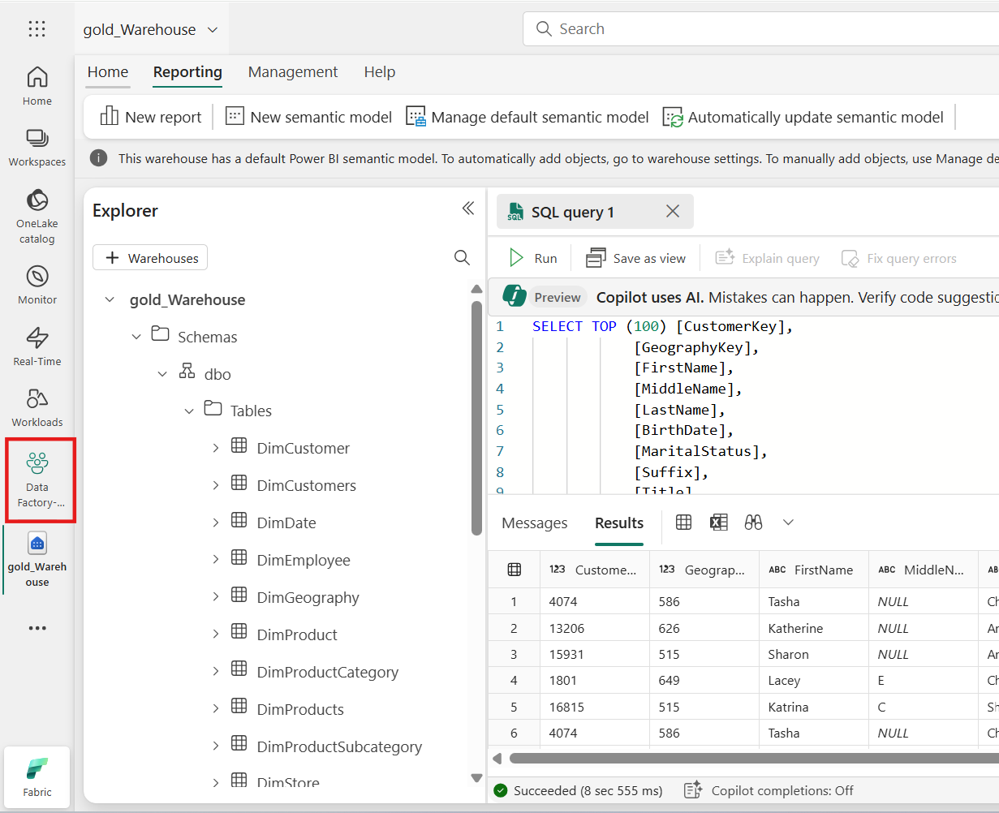 gold_Warehouse
Search
Home
Workspaces
OneLake
catalog
Monitor
Real-Time
Workloads
Data
Factory-...
gold_Wareh
ouse
Fabric
Home Reporting Management Help
New report New semantic model Manage default semantic model Automatically update semantic model
This warehouse has a default Power BI semantic model. To automatically add objects, go to warehouse settings. To manually add objects, use Manage de
Explorer
+ Warehouses
gold_Warehouse
Schemas
dbo
Tables
DimCustomer
DimCustomers
DimDate
DimEmployee
DimGeography
DimProduct
DimProductCategory
DimProducts
DimProductSubcategory
DimStore
SQL SQL query 1
Run Save as view Explain query Fix query errors
Preview Copilot uses AI. Mistakes can happen. Verify code suggestio
1 SELECT TOP (100) [CustomerKey],
2 [GeographyKey],
3 [FirstName],
4 [MiddleName],
5 [LastName],
6 [BirthDate],
7 [MaritalStatus],
8 [Suffix],
9 [Title]
Messages Results
123 Custome... 123 Geograp... ABC FirstName ABC MiddleN... AB
1 4074 586 Tasha NULL Ch
2 13206 626 Katherine NULL Ar
3 15931 515 Sharon NULL Ar
4 1801 649 Lacey E Ch
5 16815 515 Katrina C Sh
6 4074 586 Tasha NULL Ch
Succeeded (8 sec 555 ms) Copilot completions: Off